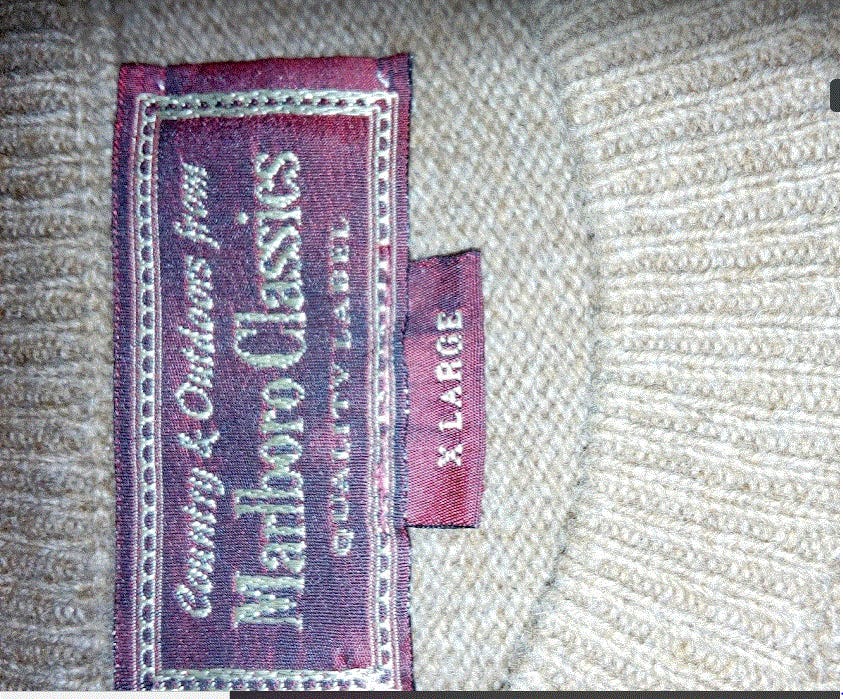 Country & Outdoors from
Marlboro Classics
QUALITY LABEL
X LARGE